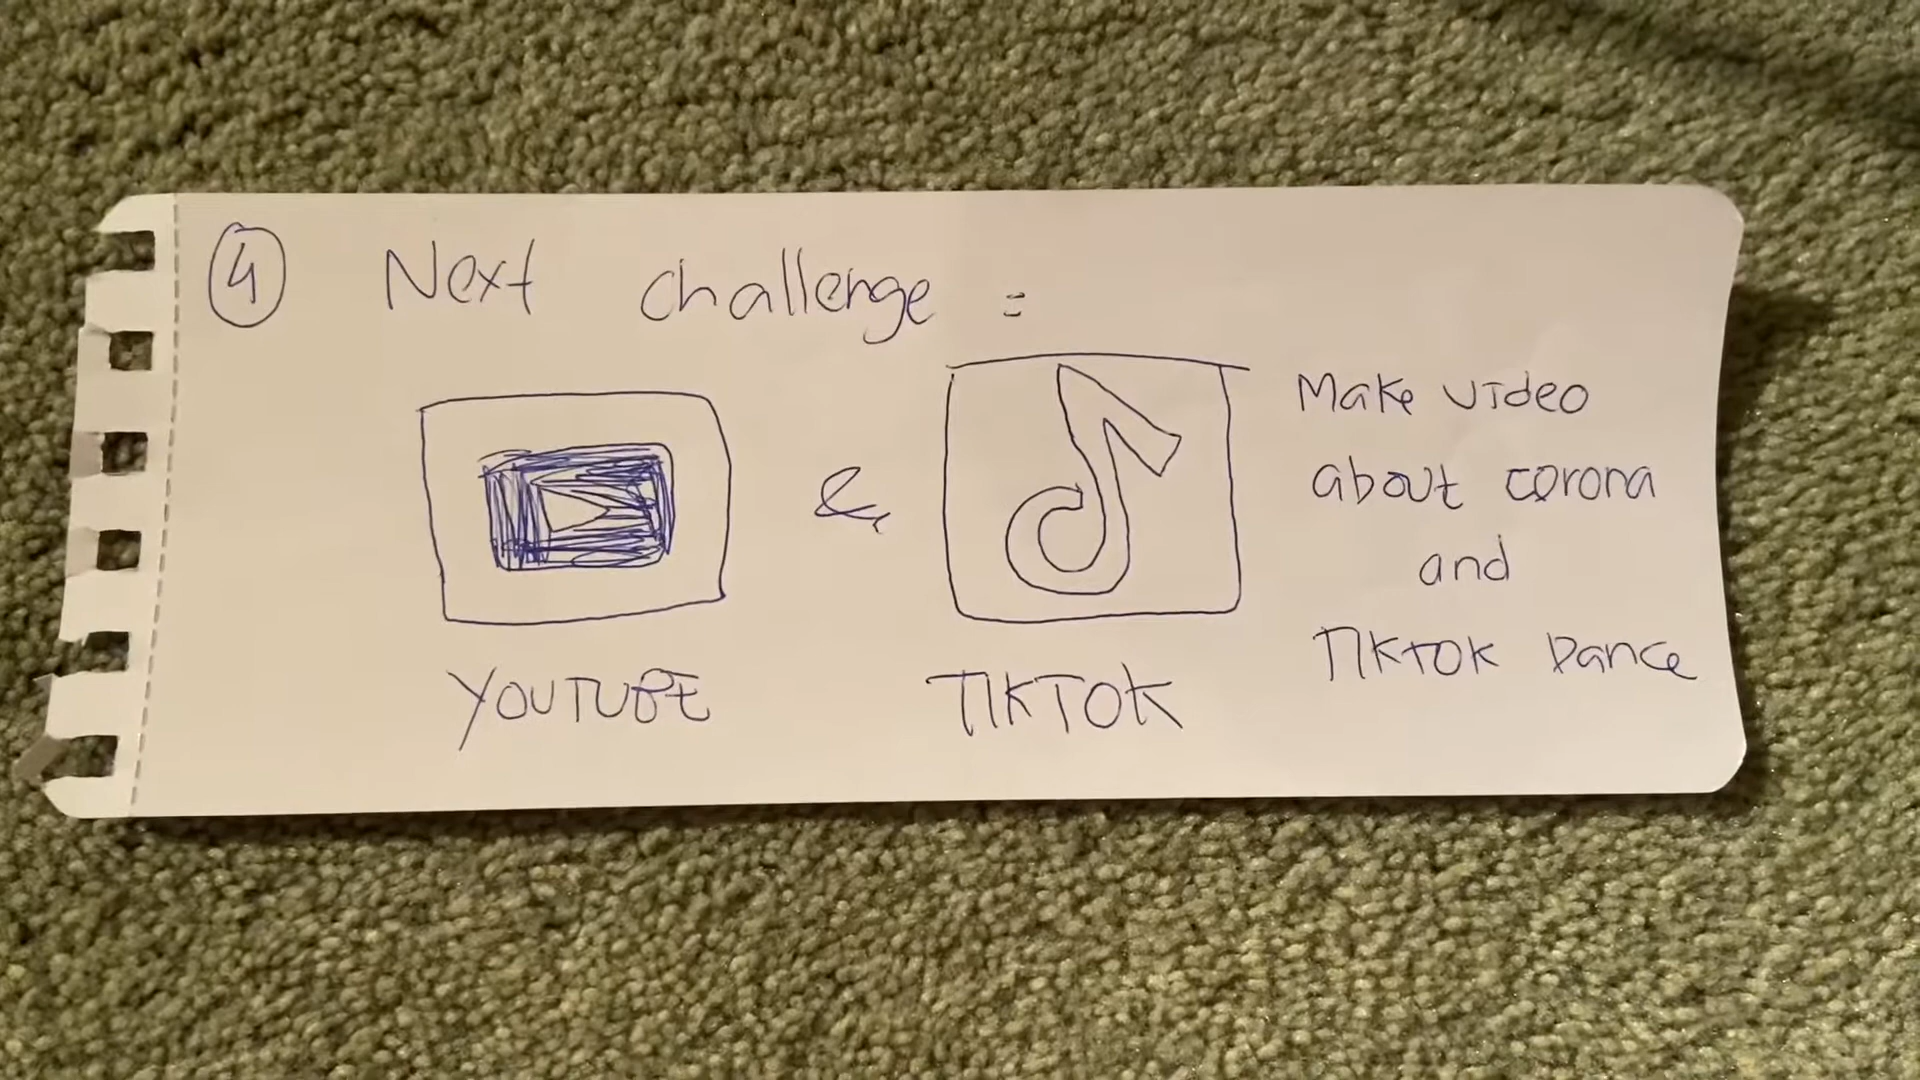 ④ Next challenge :
Make video
about corona
and
TIKTOK Dance
YOUTUBE & TIKTOK